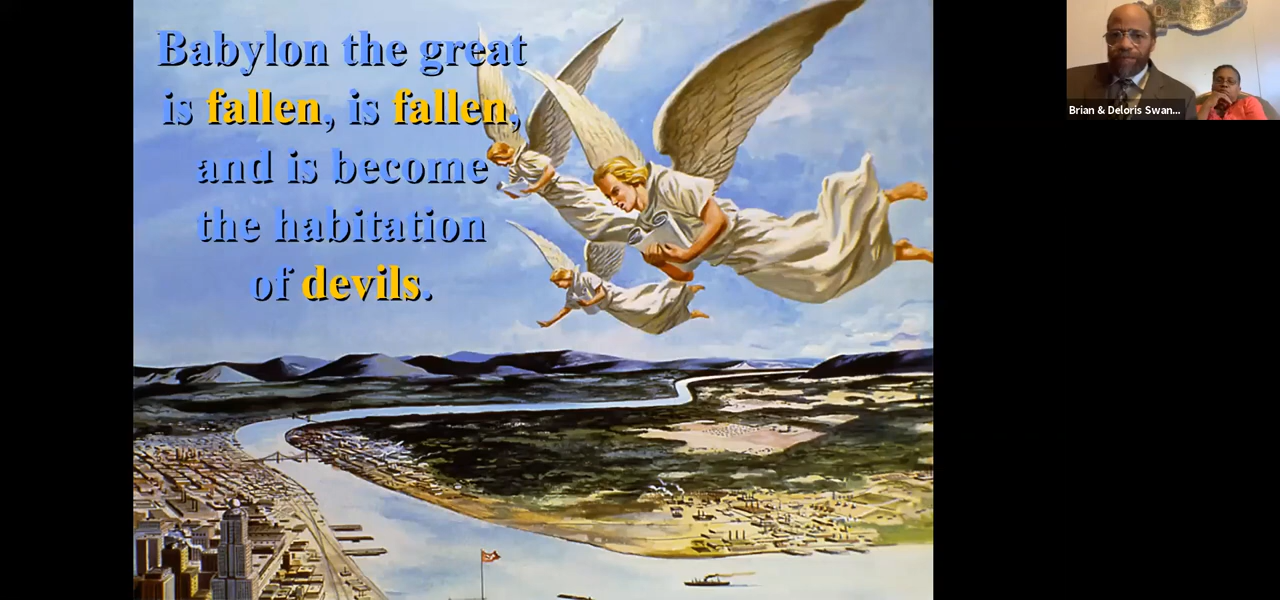 Babylon the great
is fallen, is fallen,
and is become
the habitation
of devils.
Brian & Deloris Swan...